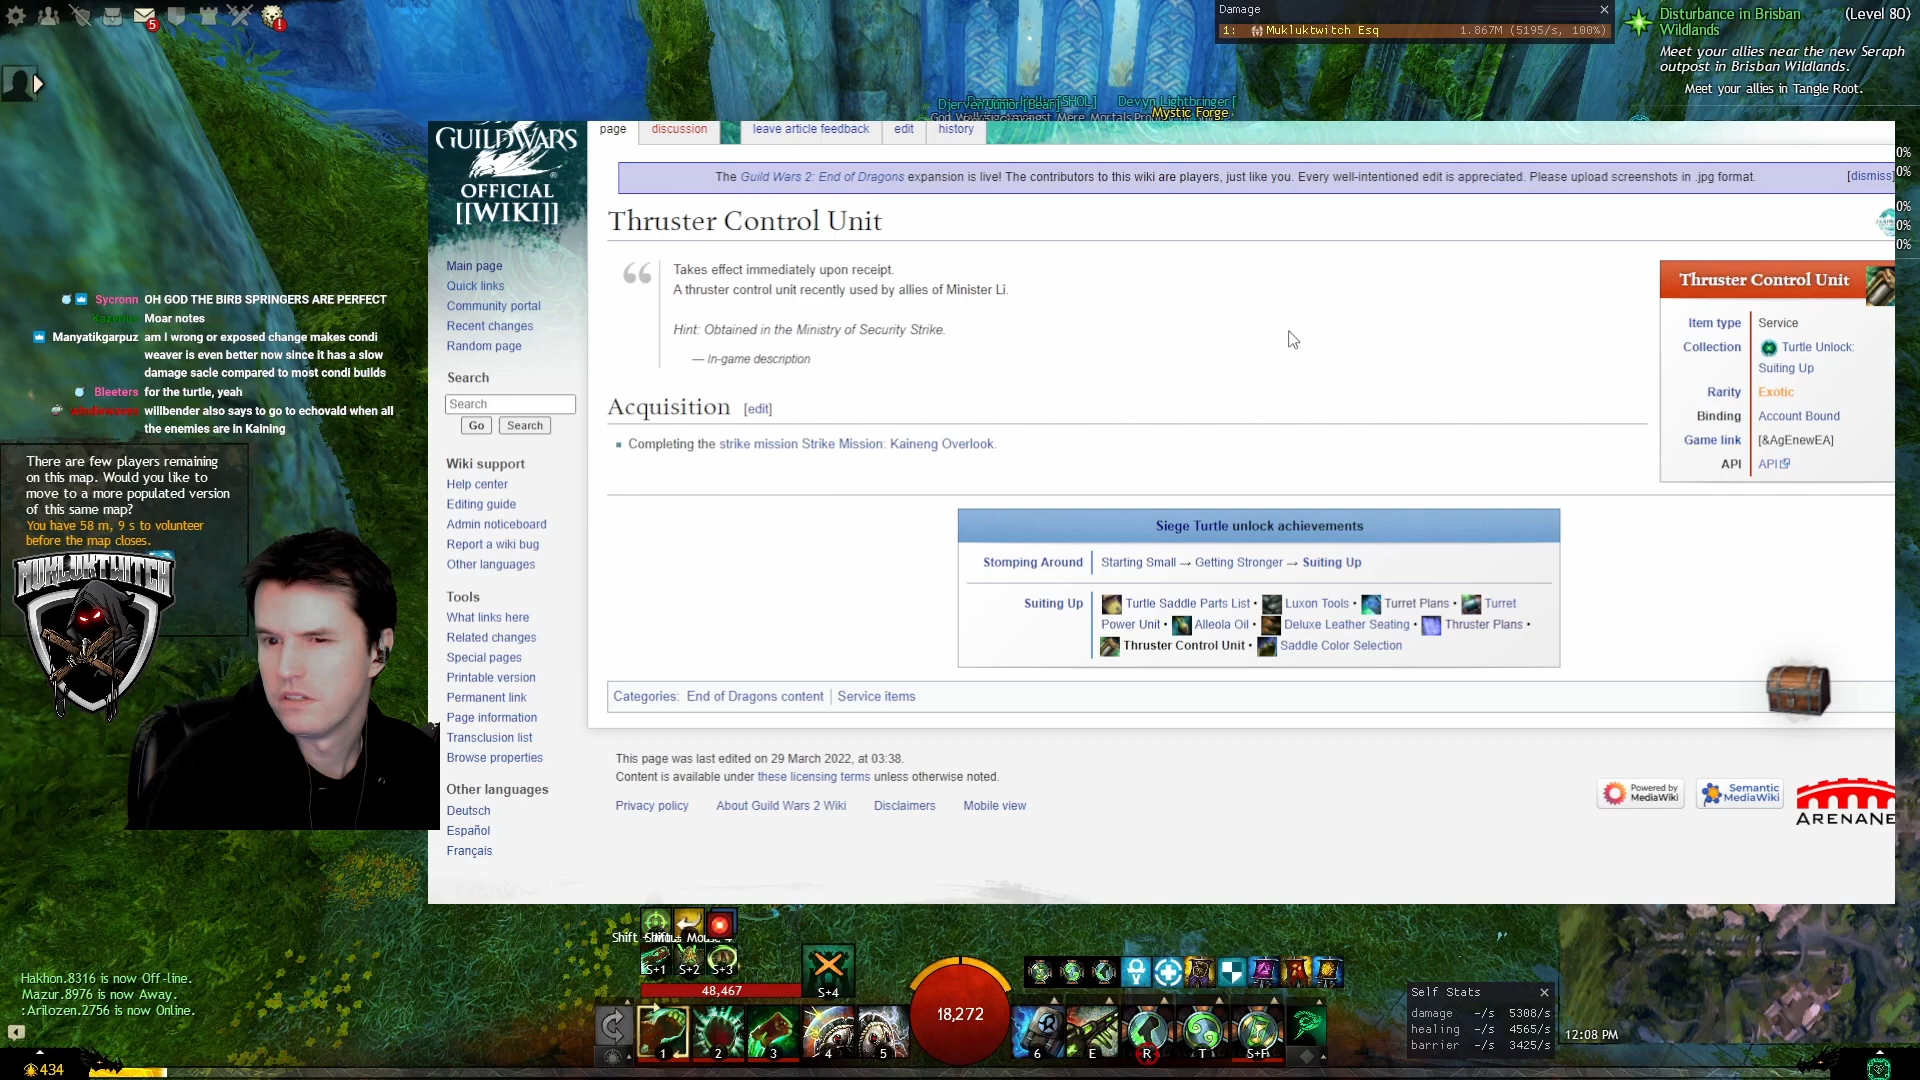 Damage
1: Mukluktwitch Esq 1.867M (5195/s, 100%)
Disturbance in Brisban Wildlands (Level 80)
Meet your allies near the new Seraph
outpost in Brisban Wildlands.
Meet your allies in Tangle Root.
5
Devyn Lightbringer [
Mystic Forge
GUILD WARS
OFFICIAL
[[WIKI]]
page discussion leave article feedback edit history
The Guild Wars 2: End of Dragons expansion is live! The contributors to this wiki are players, just like you. Every well-intentioned edit is appreciated. Please upload screenshots in .jpg format. [dismiss]
Thruster Control Unit
Takes effect immediately upon receipt.
A thruster control unit recently used by allies of Minister Li.
Hint: Obtained in the Ministry of Security Strike.
— In-game description
Acquisition [edit]
Completing the strike mission Strike Mission: Kaineng Overlook.
Thruster Control Unit
Item type Service
Collection Turtle Unlock:
Suiting Up
Rarity Exotic
Binding Account Bound
Game link [&AgEnewEA]
API API
Siege Turtle unlock achievements
Stomping Around Starting Small → Getting Stronger → Suiting Up
Suiting Up Turtle Saddle Parts List • Luxon Tools • Turret Plans • Turret
Power Unit • Alleola Oil • Deluxe Leather Seating • Thruster Plans •
Thruster Control Unit • Saddle Color Selection
Categories: End of Dragons content | Service items
This page was last edited on 29 March 2022, at 03:38.
Content is available under these licensing terms unless otherwise noted.
Privacy policy About Guild Wars 2 Wiki Disclaimers Mobile view
Powered by
MediaWiki
Semantic
MediaWiki
ARENANE
Main page
Quick links
Community portal
Recent changes
Random page
Search
Search
Go Search
Wiki support
Help center
Editing guide
Admin noticeboard
Report a wiki bug
Other languages
Tools
What links here
Related changes
Special pages
Printable version
Permanent link
Page information
Transclusion list
Browse properties
Other languages
Deutsch
Español
Français
0%
0%
0%
0%
0%
Sycronn OH GOD THE BIRB SPRINGERS ARE PERFECT
Moar notes
Manyatikgarpuz am I wrong or exposed change makes condi
weaver is even better now since it has a slow
damage sacle compared to most condi builds
Bleeters for the turtle, yeah
willbender also says to go to echovald when all
the enemies are in Kaining
There are few players remaining
on this map. Would you like to
move to a more populated version
of this same map?
You have 58 m, 9 s to volunteer
before the map closes.
MUKLUKTWITCH
Hakhon.8316 is now Off-line.
Mazur.8976 is now Away.
:Arilozen.2756 is now Online.
434
S+1 S+2 S+3
S+4
48,467
18,272
1 2 3 4 5
6 E R T S+F
Self Stats
damage -/s 5308/s
healing -/s 4565/s
barrier -/s 3425/s
12:08 PM